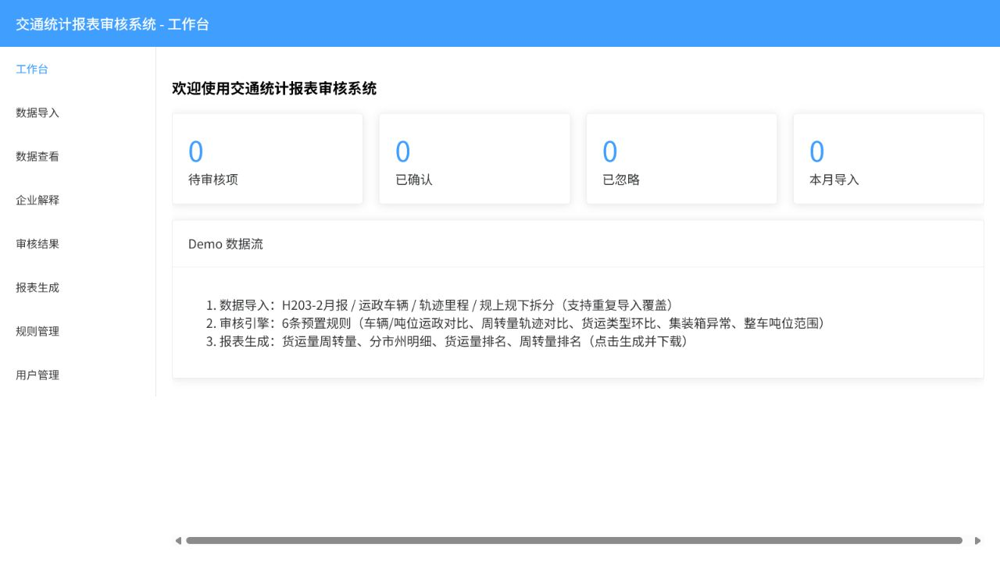 交通统计报表审核系统 - 工作台
工作台
数据导入
数据查看
企业解释
审核结果
报表生成
规则管理
用户管理
欢迎使用交通统计报表审核系统
0
待审核项
0
已确认
0
已忽略
0
本月导入
Demo 数据流
1. 数据导入：H203-2月报 / 运政车辆 / 轨迹里程 / 规上规下拆分（支持重复导入覆盖）
2. 审核引擎：6条预置规则（车辆/吨位运政对比、周转量轨迹对比、货运类型环比、集装箱异常、整车吨位范围）
3. 报表生成：货运量周转量、分市州明细、货运量排名、周转量排名（点击生成并下载）